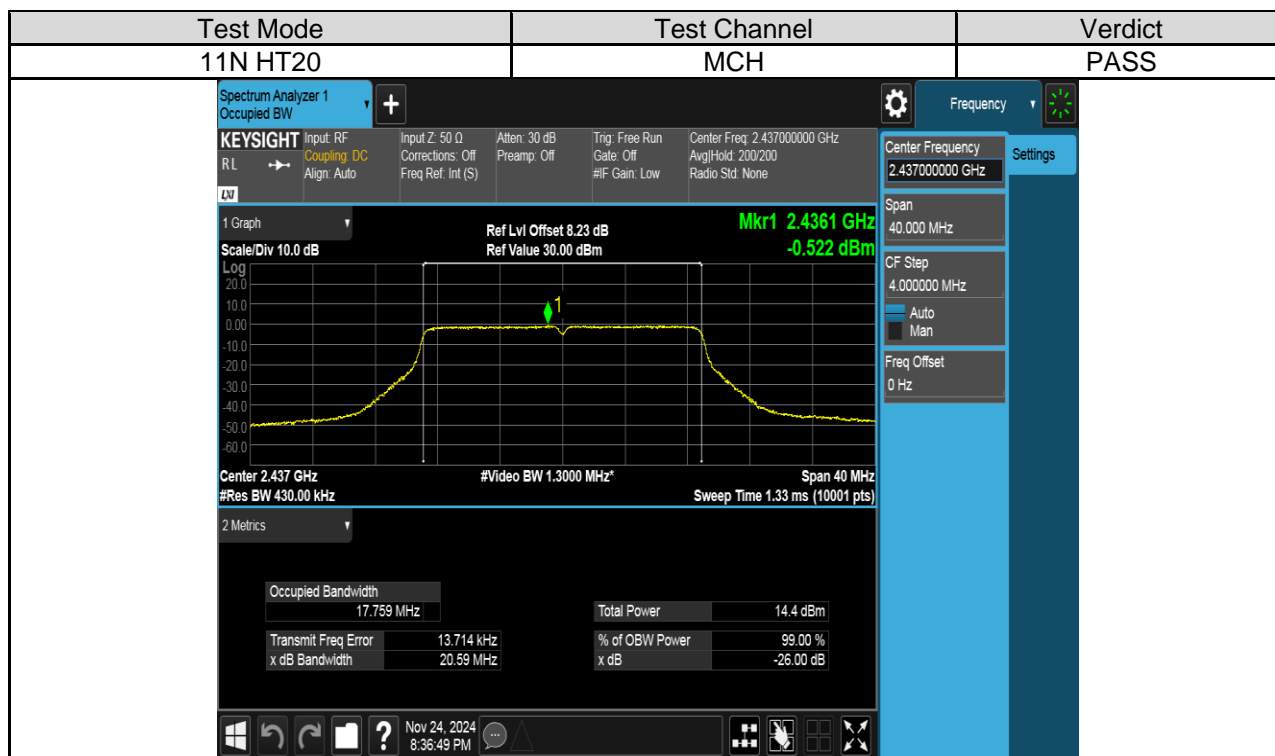 Test Mode Test Channel Verdict
11N HT20 MCH PASS
Spectrum Analyzer 1
Occupied BW
+
Frequency
KEYSIGHT
R L
LXI
Input: RF
Coupling: DC
Align: Auto
Input Z: 50 Ω
Corrections: Off
Freq Ref: Int (S)
Atten: 30 dB
Preamp: Off
Trig: Free Run
Gate: Off
#IF Gain: Low
Center Freq: 2.437000000 GHz
Avg|Hold: 200/200
Radio Std: None
Center Frequency
2.437000000 GHz
Settings
Span
40.000 MHz
CF Step
4.000000 MHz
Auto
Man
Freq Offset
0 Hz
1 Graph
Scale/Div 10.0 dB
Ref Lvl Offset 8.23 dB
Ref Value 30.00 dBm
Mkr1 2.4361 GHz
-0.522 dBm
Log
20.0
10.0
0.00
-10.0
-20.0
-30.0
-40.0
-50.0
-60.0
1
Center 2.437 GHz
#Res BW 430.00 kHz
#Video BW 1.3000 MHz*
Span 40 MHz
Sweep Time 1.33 ms (10001 pts)
2 Metrics
Occupied Bandwidth
17.759 MHz
Total Power 14.4 dBm
Transmit Freq Error 13.714 kHz
% of OBW Power 99.00 %
x dB Bandwidth 20.59 MHz
x dB -26.00 dB
?
Nov 24, 2024
8:36:49 PM